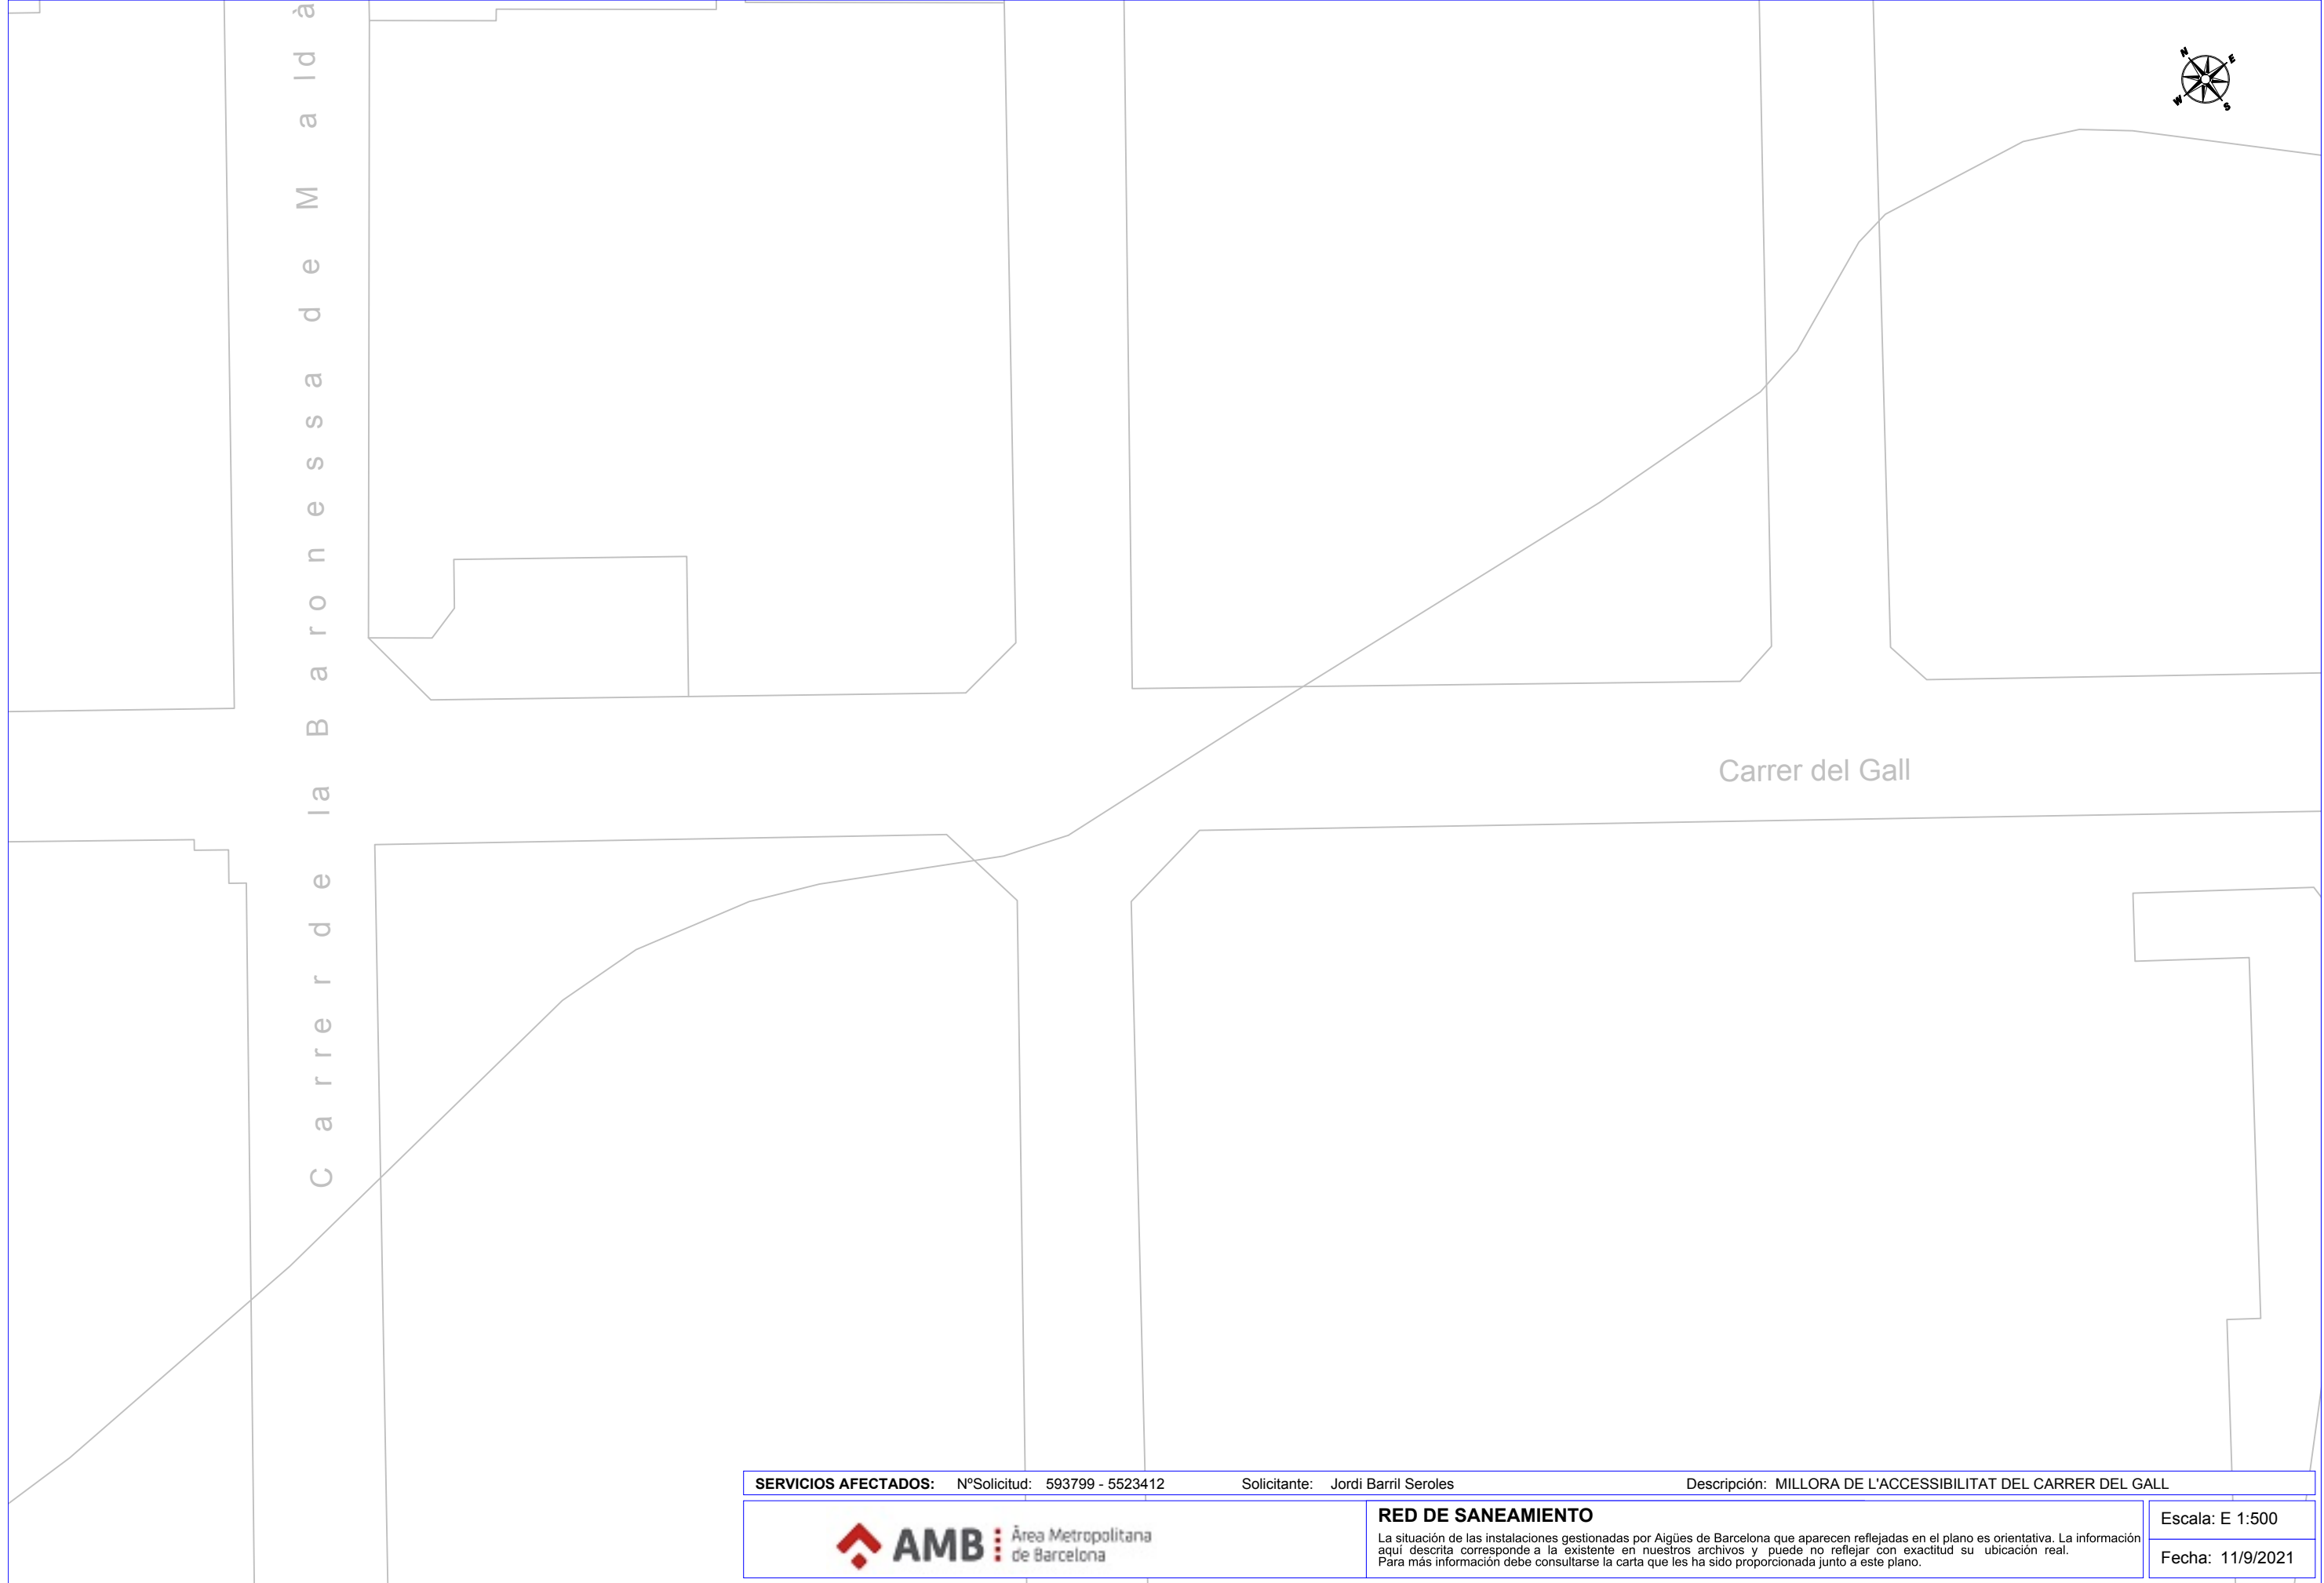 N
E
W
S
Carrer de la Baronessa de Maldà
Carrer del Gall
SERVICIOS AFECTADOS: NºSolicitud: 593799 - 5523412 Solicitante: Jordi Barril Seroles Descripción: MILLORA DE L'ACCESSIBILITAT DEL CARRER DEL GALL
AMB Àrea Metropolitana
de Barcelona
RED DE SANEAMIENTO
La situación de las instalaciones gestionadas por Aigües de Barcelona que aparecen reflejadas en el plano es orientativa. La información
aquí descrita corresponde a la existente en nuestros archivos y puede no reflejar con exactitud su ubicación real.
Para más información debe consultarse la carta que les ha sido proporcionada junto a este plano.
Escala: E 1:500
Fecha: 11/9/2021